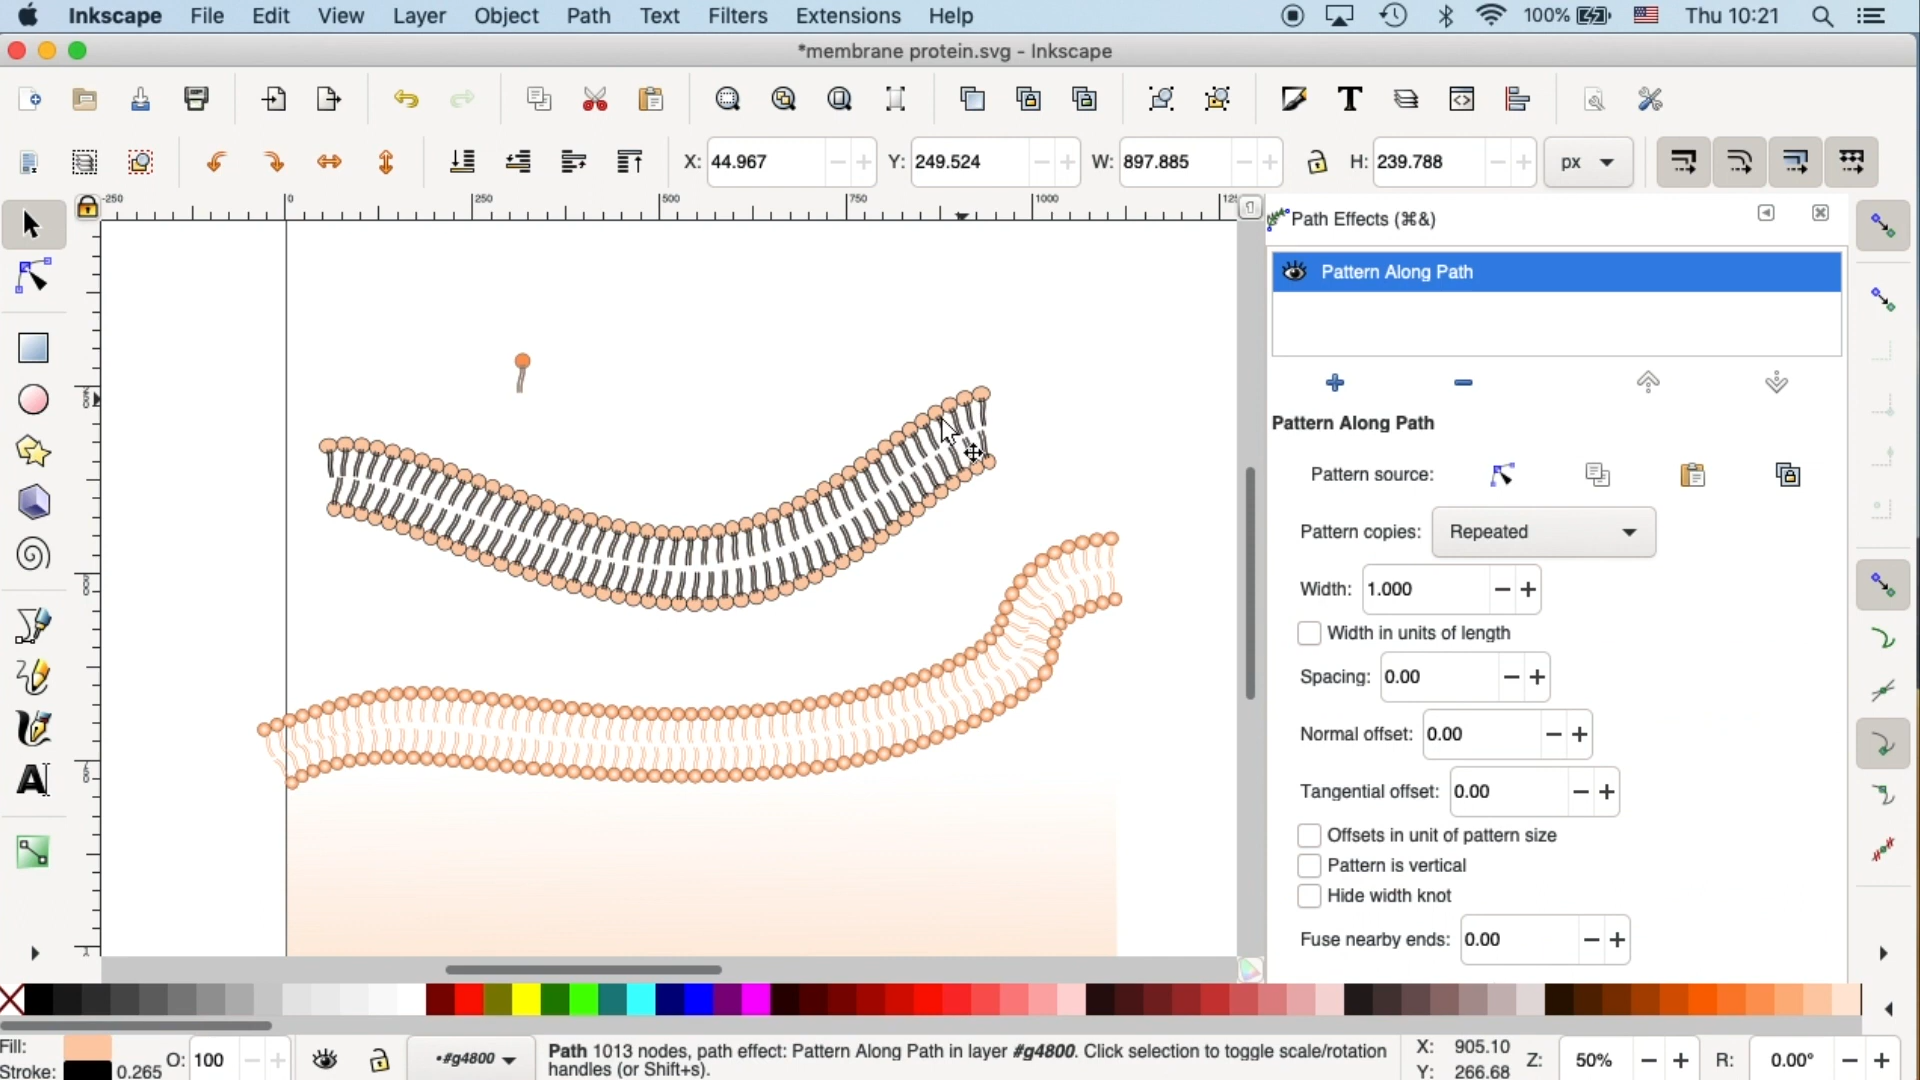 Inkscape File Edit View Layer Object Path Text Filters Extensions Help 100% Thu 10:21
*membrane protein.svg - Inkscape
X: 44.967 Y: 249.524 W: 897.885 H: 239.788 px
-250 0 250 500 750 1000
Path Effects (⌘&)
Pattern Along Path
Pattern Along Path
Pattern source:
Pattern copies: Repeated
Width: 1.000
Width in units of length
Spacing: 0.00
Normal offset: 0.00
Tangential offset: 0.00
Offsets in unit of pattern size
Pattern is vertical
Hide width knot
Fuse nearby ends: 0.00
Fill:
Stroke: 0.265 O: 100 •#g4800
Path 1013 nodes, path effect: Pattern Along Path in layer #g4800. Click selection to toggle scale/rotation
handles (or Shift+s).
X: 905.10
Y: 266.68
Z: 50% R: 0.00°